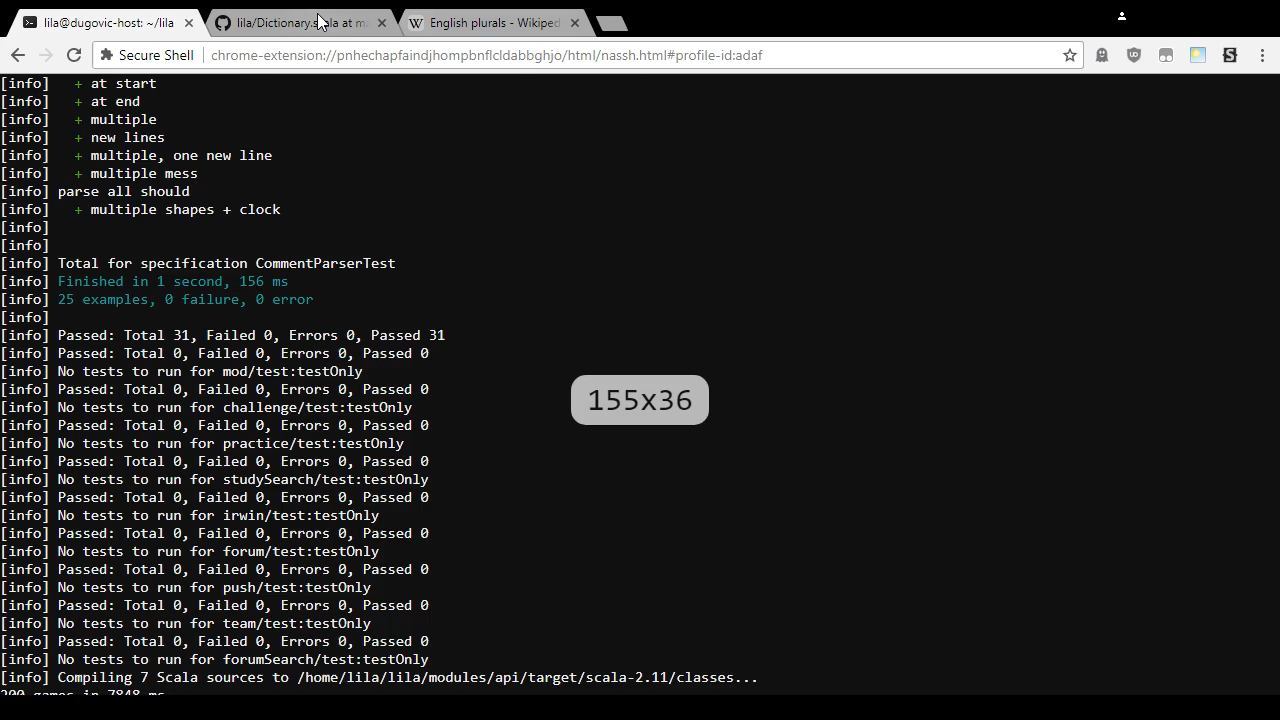 lila@dugovic-host: ~/lila
lila/Dictionary.scala at ma
English plurals - Wikiped
Secure Shell
chrome-extension://pnhechapfaindjhompbnflcldabbghjo/html/nassh.html#profile-id:adaf
[info]   + at start
[info]   + at end
[info]   + multiple
[info]   + new lines
[info]   + multiple, one new line
[info]   + multiple mess
[info] parse all should
[info]   + multiple shapes + clock
[info]
[info]
[info] Total for specification CommentParserTest
[info] Finished in 1 second, 156 ms
[info] 25 examples, 0 failure, 0 error
[info]
[info] Passed: Total 31, Failed 0, Errors 0, Passed 31
[info] Passed: Total 0, Failed 0, Errors 0, Passed 0
[info] No tests to run for mod/test:testOnly
[info] Passed: Total 0, Failed 0, Errors 0, Passed 0
155x36
[info] No tests to run for challenge/test:testOnly
[info] Passed: Total 0, Failed 0, Errors 0, Passed 0
[info] No tests to run for practice/test:testOnly
[info] Passed: Total 0, Failed 0, Errors 0, Passed 0
[info] No tests to run for studySearch/test:testOnly
[info] Passed: Total 0, Failed 0, Errors 0, Passed 0
[info] No tests to run for irwin/test:testOnly
[info] Passed: Total 0, Failed 0, Errors 0, Passed 0
[info] No tests to run for forum/test:testOnly
[info] Passed: Total 0, Failed 0, Errors 0, Passed 0
[info] No tests to run for push/test:testOnly
[info] Passed: Total 0, Failed 0, Errors 0, Passed 0
[info] No tests to run for team/test:testOnly
[info] Passed: Total 0, Failed 0, Errors 0, Passed 0
[info] No tests to run for forumSearch/test:testOnly
[info] Compiling 7 Scala sources to /home/lila/lila/modules/api/target/scala-2.11/classes...
200 games in 7848 ms